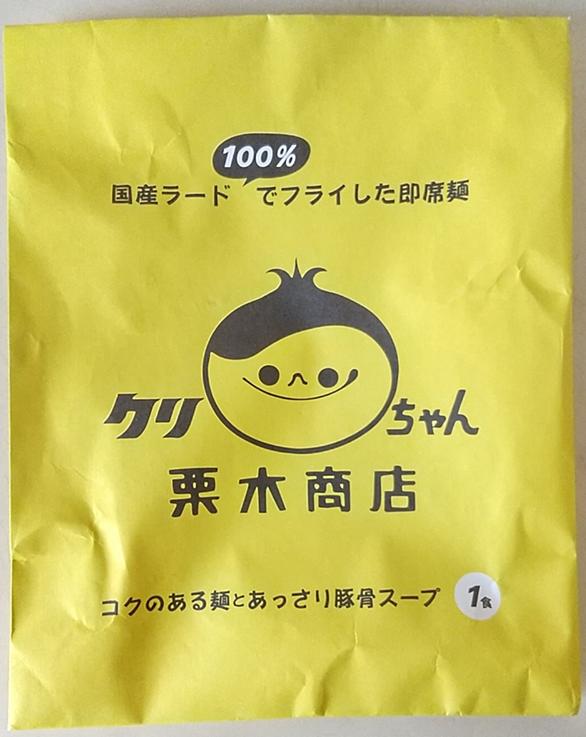 100%
国産ラードでフライした即席麺
クリちゃん
栗木商店
コクのある麺とあっさり豚骨スープ 1食